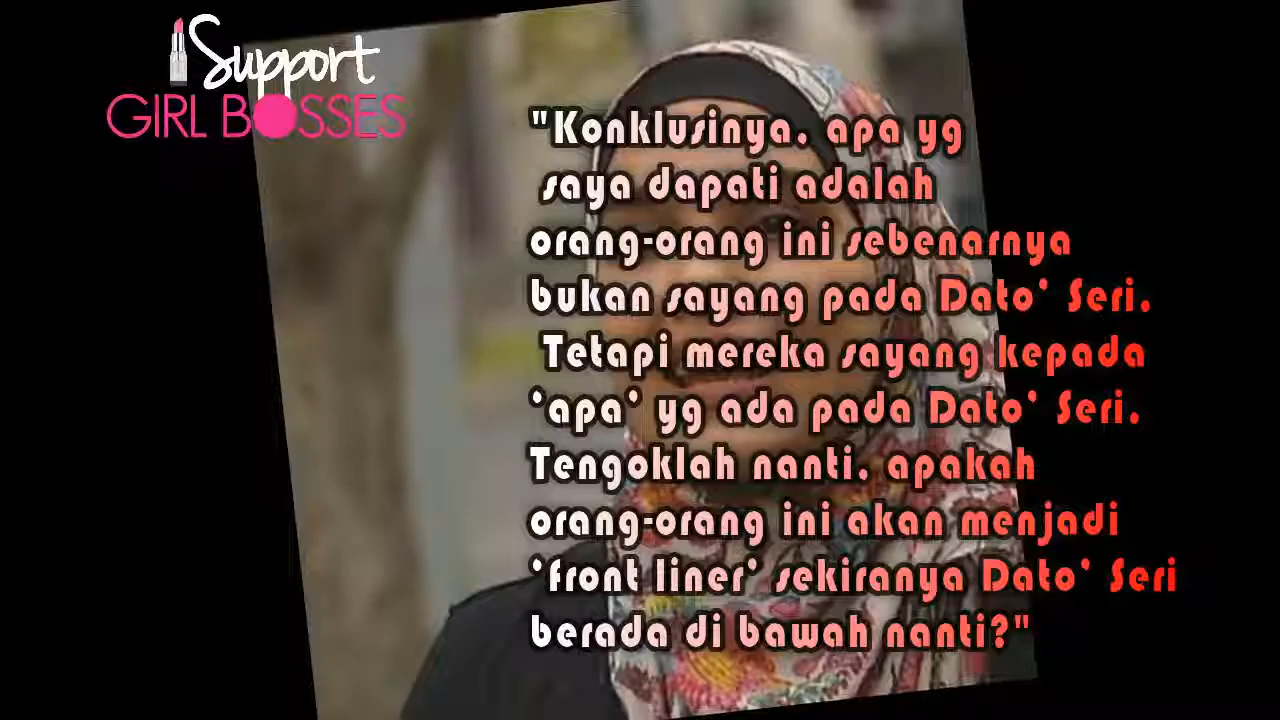 Support
GIRL BOSSES
"Konklusinya, apa yg
saya dapati adalah
orang-orang ini sebenarnya
bukan sayang pada Dato' Seri.
Tetapi mereka sayang kepada
'apa' yg ada pada Dato' Seri.
Tengoklah nanti, apakah
orang-orang ini akan menjadi
'front liner' sekiranya Dato' Seri
berada di bawah nanti?"